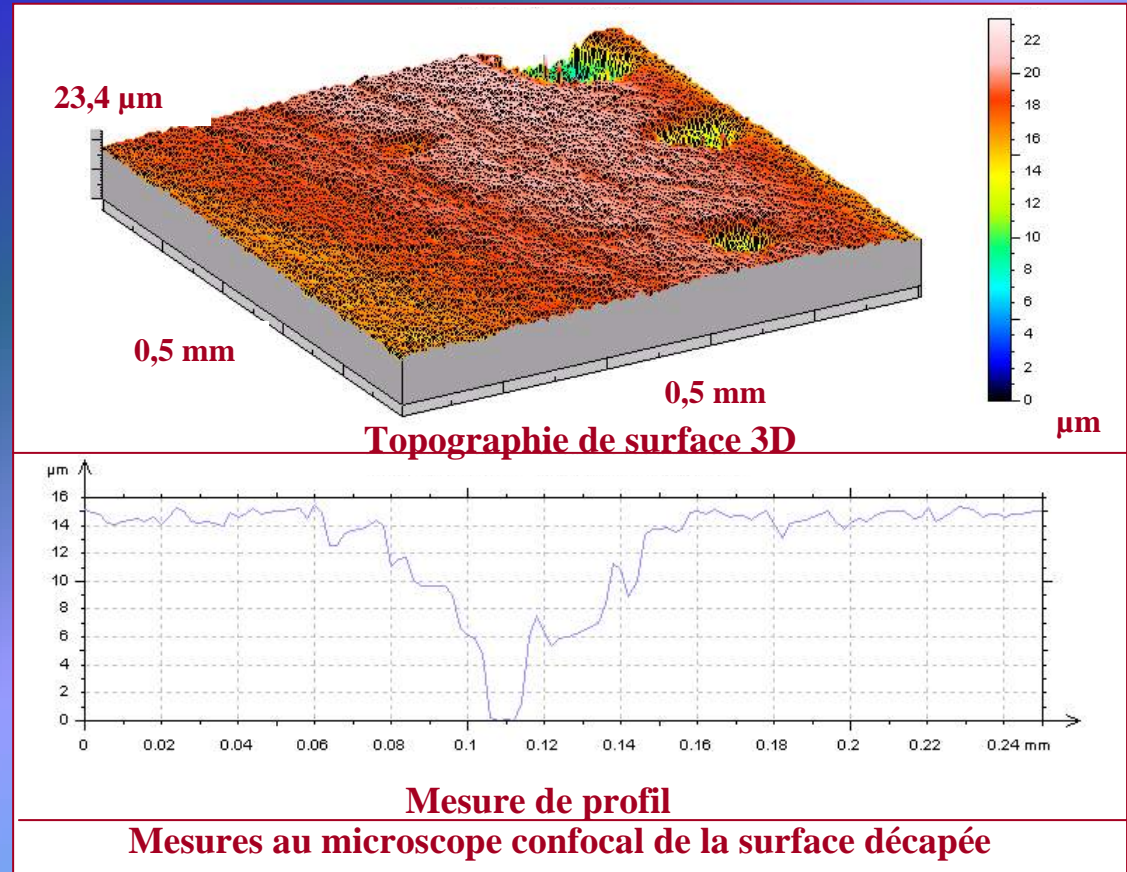 23,4 µm
22
20
18
16
14
12
10
8
6
4
2
0
0,5 mm
0,5 mm
µm
Topographie de surface 3D
µm
16
14
12
10
8
6
4
2
0
0 0.02 0.04 0.06 0.08 0.1 0.12 0.14 0.16 0.18 0.2 0.22 0.24 mm
Mesure de profil
Mesures au microscope confocal de la surface décapée